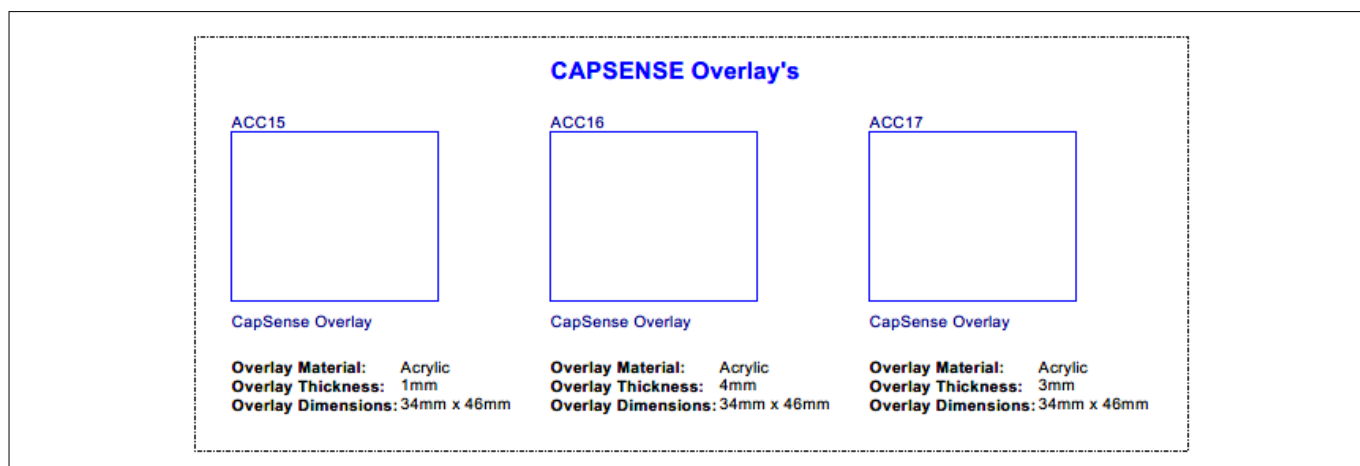 CAPSENSE Overlay's
ACC15
CapSense Overlay
Overlay Material: Acrylic
Overlay Thickness: 1mm
Overlay Dimensions: 34mm x 46mm
ACC16
CapSense Overlay
Overlay Material: Acrylic
Overlay Thickness: 4mm
Overlay Dimensions: 34mm x 46mm
ACC17
CapSense Overlay
Overlay Material: Acrylic
Overlay Thickness: 3mm
Overlay Dimensions: 34mm x 46mm